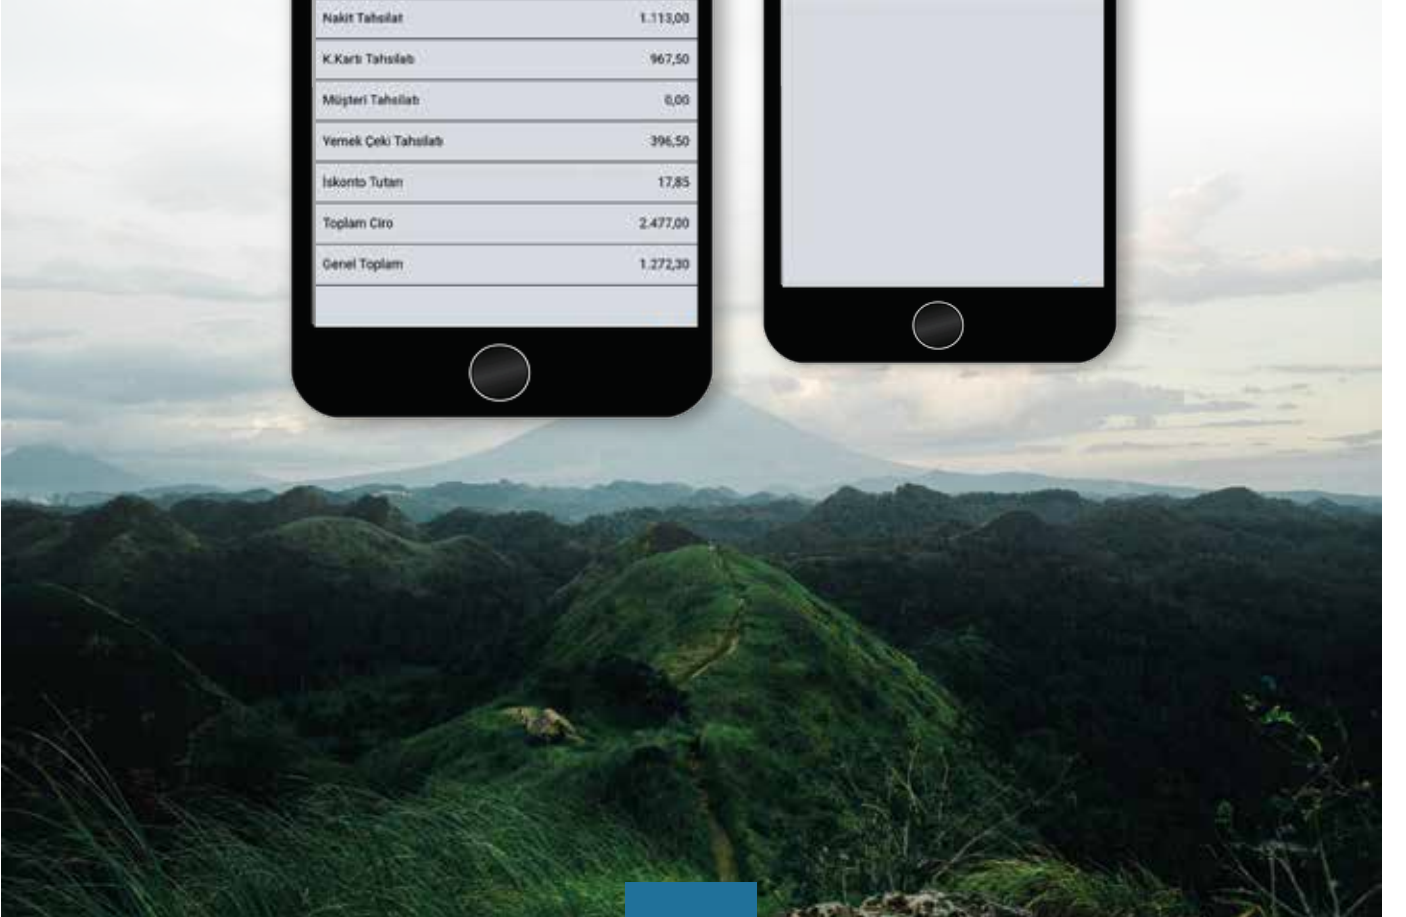 Nakit Tahsilat 1.113,00
K.Kartı Tahsilatı 967,50
Müşteri Tahsilatı 0,00
Yemek Çeki Tahsilatı 396,50
İskonto Tutarı 17,85
Toplam Ciro 2.477,00
Genel Toplam 1.272,30